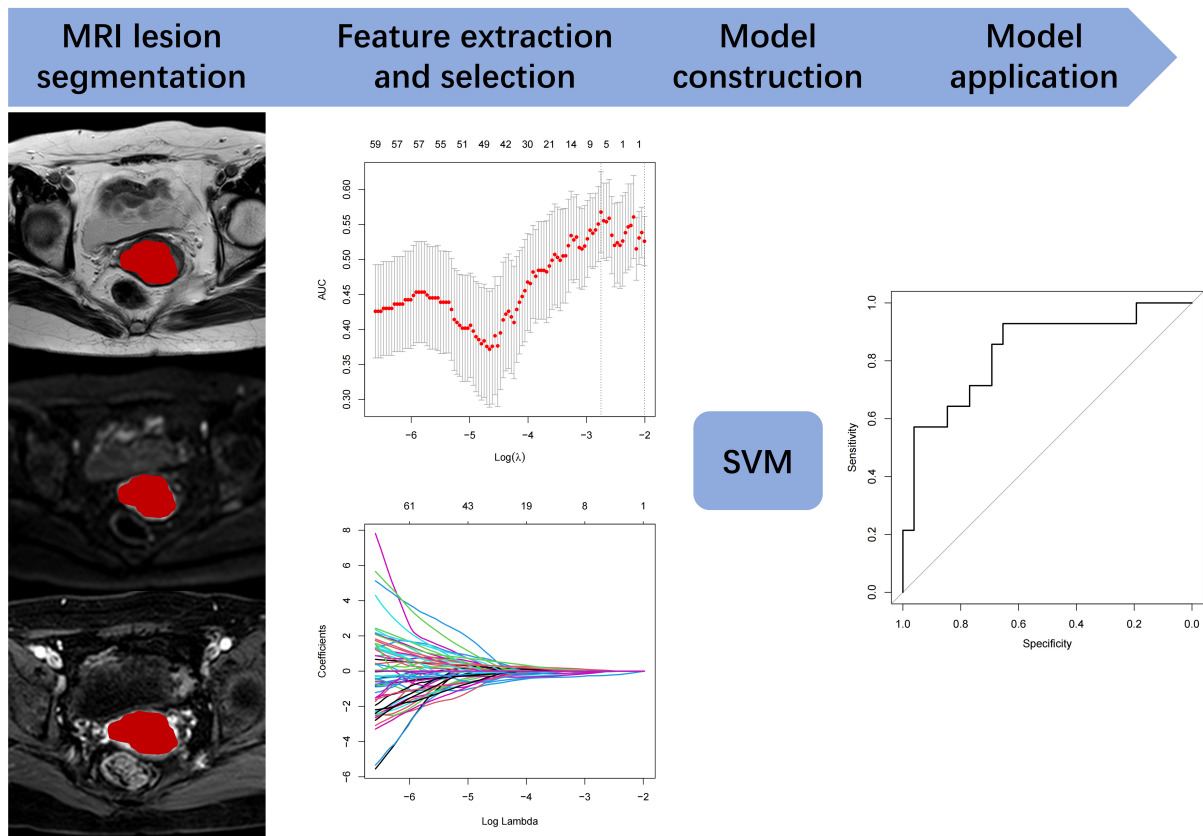 MRI lesion
segmentation
Feature extraction
and selection
Model
construction
Model
application
59 57 57 55 51 49 42 30 21 14 9 5 1 1
0.60
0.55
0.50
0.45
0.40
0.35
0.30
AUC
−6 −5 −4 −3 −2
Log(λ)
61 43 19 8 1
8
6
4
2
0
−2
−4
−6
Coefficients
−6 −5 −4 −3 −2
Log Lambda
SVM
1.0
0.8
0.6
0.4
0.2
0.0
Sensitivity
1.0 0.8 0.6 0.4 0.2 0.0
Specificity